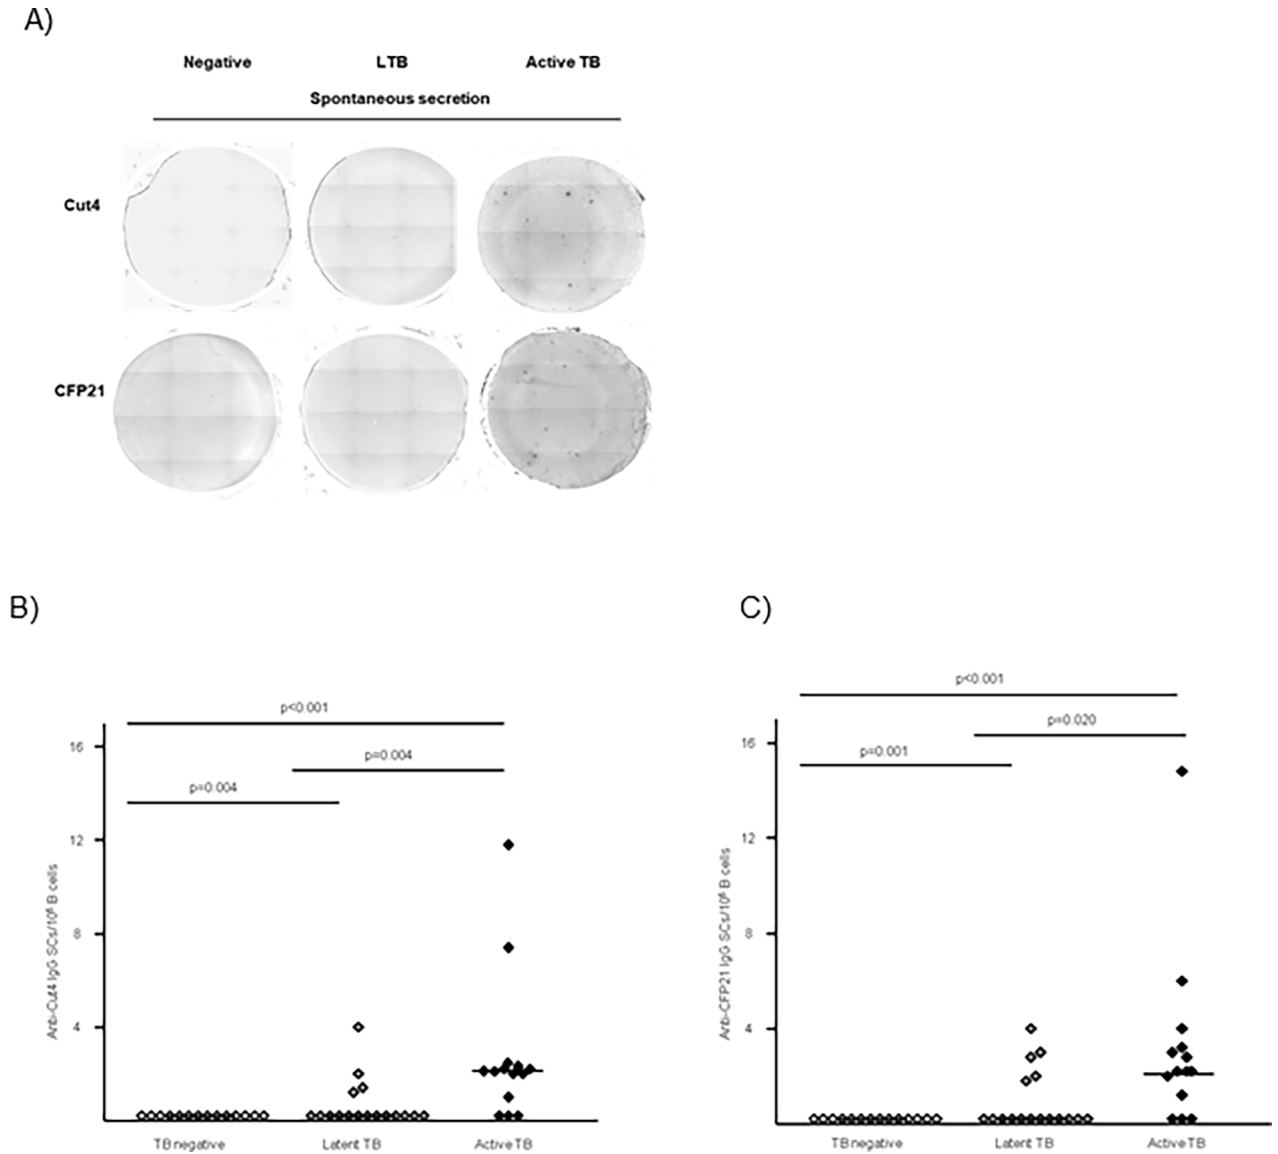 A)
Negative LTB Active TB
Spontaneous secretion
Cut4
CFP21
B)
p<0.001
p=0.004
p=0.004
16
12
8
4
Anti-Cut4 IgG SCs/10⁶ B cells
TB negative Latent TB Active TB
C)
p<0.001
p=0.020
p=0.001
16
12
8
4
Anti-CFP21 IgG SCs/10⁶ B cells
TB negative Latent TB Active TB